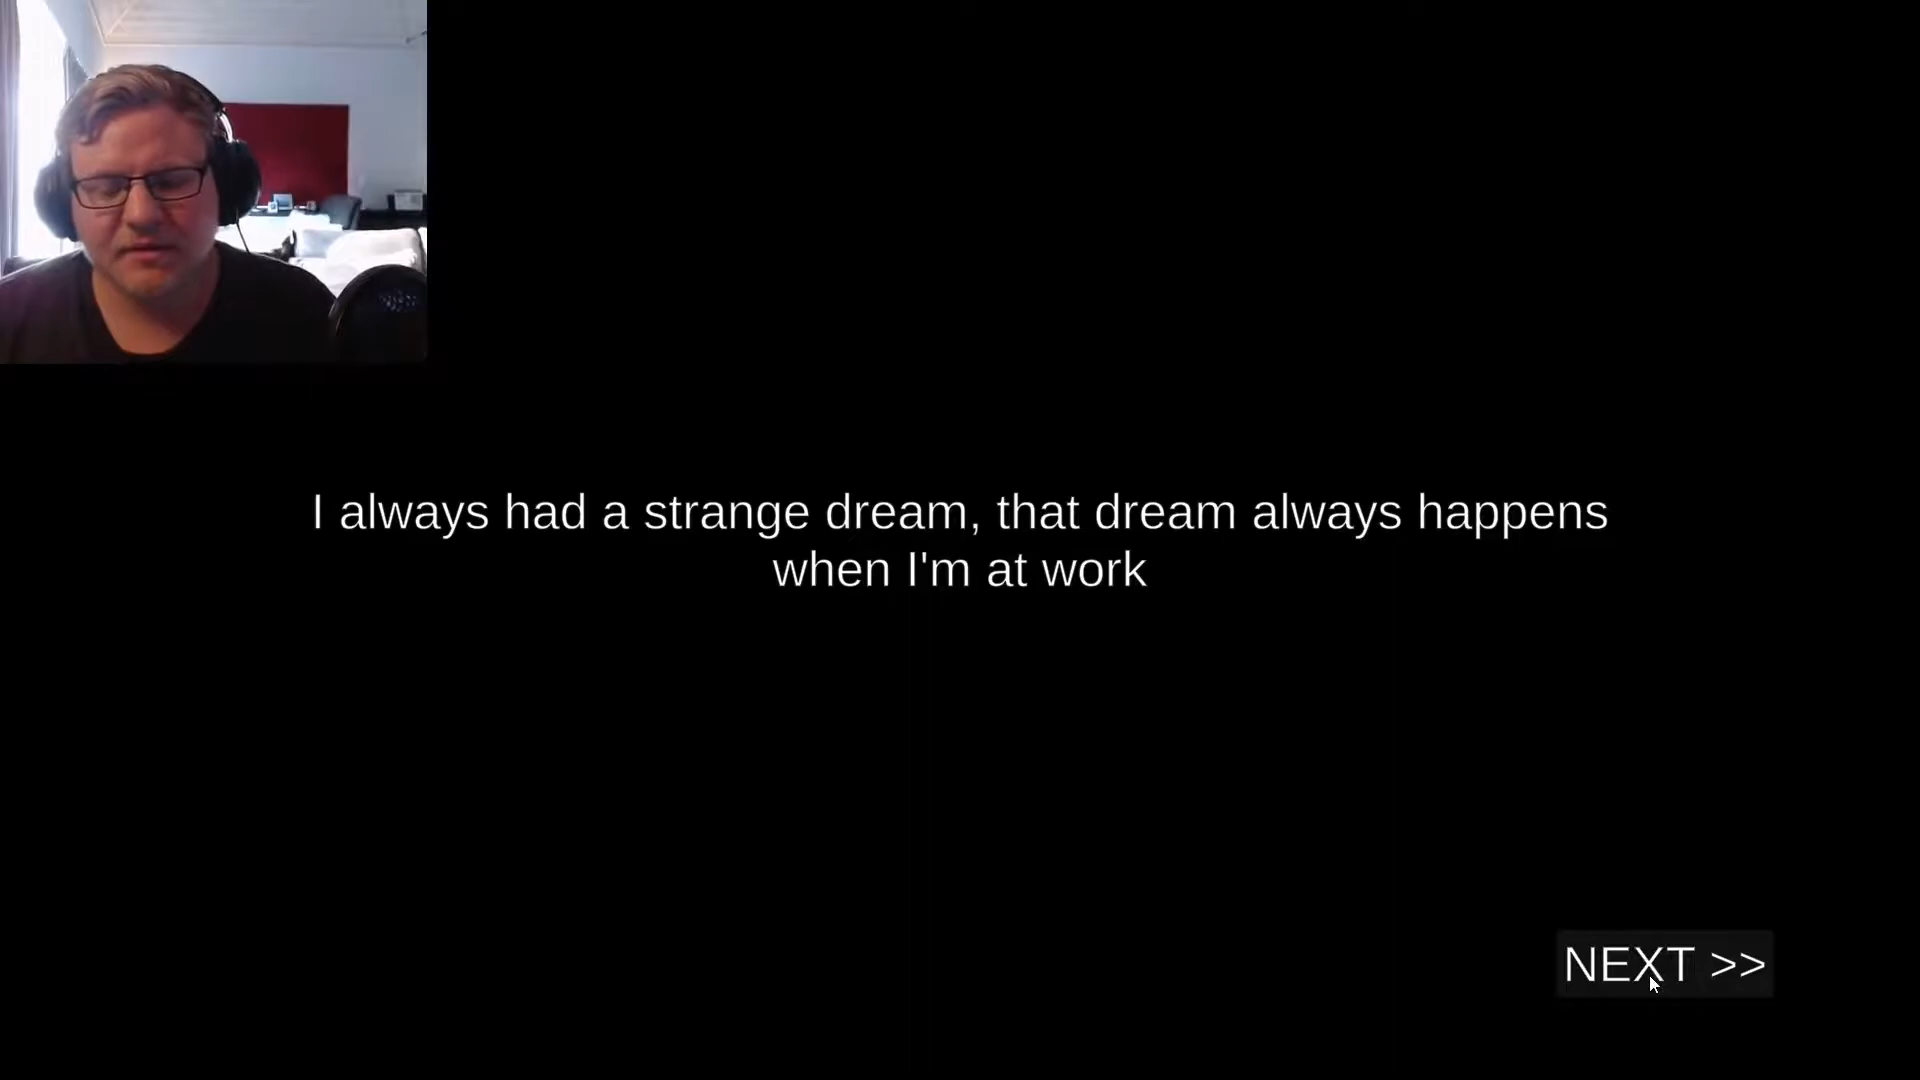 I always had a strange dream, that dream always happens
when I'm at work
NEXT >>